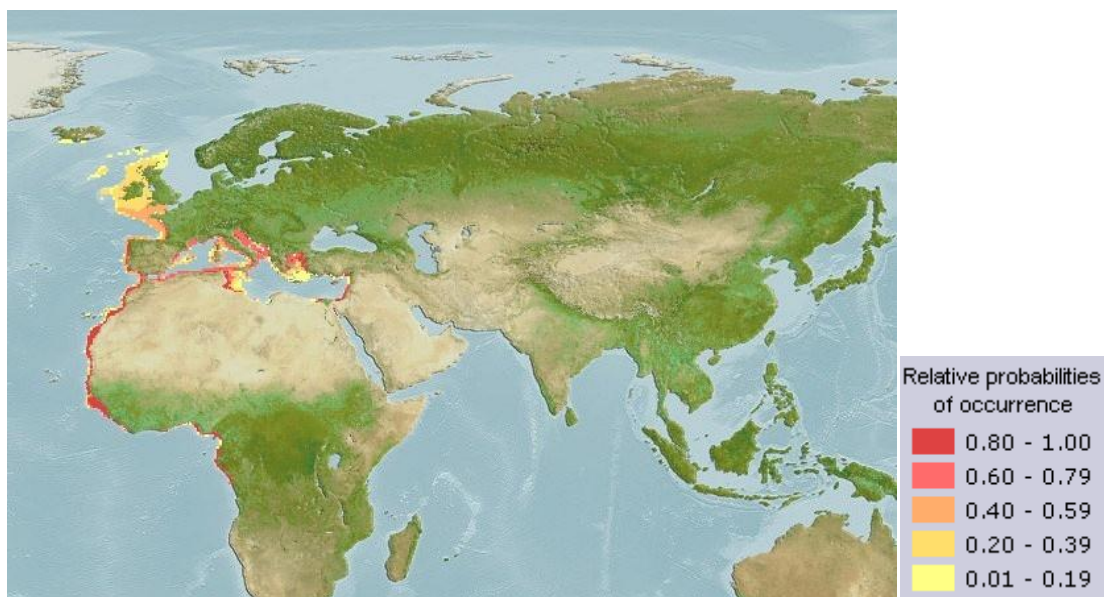 Relative probabilities
of occurrence
0.80 - 1.00
0.60 - 0.79
0.40 - 0.59
0.20 - 0.39
0.01 - 0.19